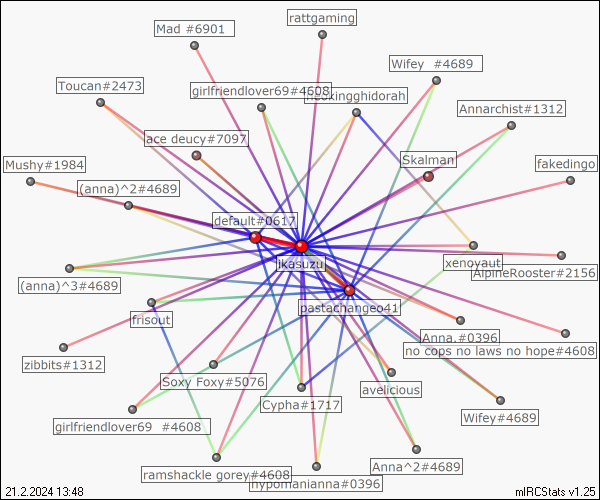 rattgaming
Mad #6901
Wifey #4689
Toucan#2473
girlfriendlover69#4608
kingghidorah
Annarchist#1312
ace deucy#7097
Skalman
Mushy#1984
fakedingo
(anna)^2#4689
default#0617
ikasuzu
xenoyaut
AlpineRooster#2156
(anna)^3#4689
pastachangeo41
frisout
Anna.#0396
no cops no laws no hope#4608
zibbits#1312
Soxy Foxy#5076
avelicious
Cypha#1717
Wifey#4689
girlfriendlover69 #4608
Anna^2#4689
ramshackle gorey#4608
hypomanianna#0396
21.2.2024 13:48
mIRCStats v1.25